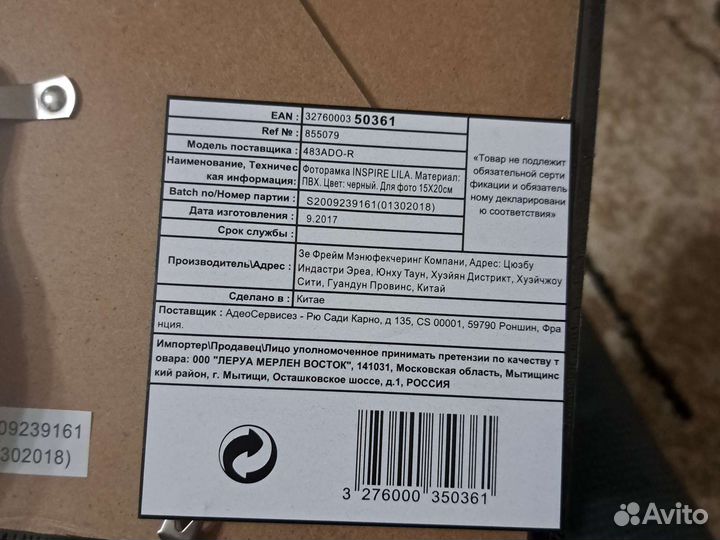 EAN : 32760003 50361
Ref № : 855079
Модель поставщика : 483ADO-R
Наименование, Техничес
кая информация: Фоторамка INSPIRE LILA. Материал:
ПВХ. Цвет: черный. Для фото 15X20см
Batch no/Номер партии : S2009239161(01302018)
Дата изготовления : 9.2017
Срок службы :
«Товар не подлежит
обязательной серти
фикации и обязатель
ному декларировани
ю соответствия»
Производитель\Адрес : Зе Фрейм Мэнюфекчеринг Компани, Адрес: Цюэбу
Индастри Эреа, Юнху Таун, Хуэйян Дистрикт, Хуэйчжоу
Сити, Гуандун Провинс, Китай
Сделано в : Китае
Поставщик : АдеоСервисез - Рю Сади Карно, д 135, CS 00001, 59790 Роншин, Фра
нция.
Импортер\Продавец\Лицо уполномоченное принимать претензии по качеству т
овара: ООО "ЛЕРУА МЕРЛЕН ВОСТОК", 141031, Московская область, Мытищинс
кий район, г. Мытищи, Осташковское шоссе, д.1, РОССИЯ
3 276000 350361
09239161
302018)
Avito